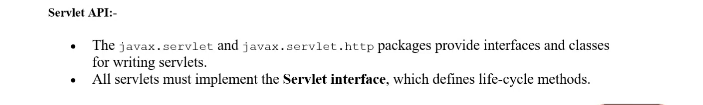 Servlet API:-
• The javax.servlet and javax.servlet.http packages provide interfaces and classes
for writing servlets.
• All servlets must implement the Servlet interface, which defines life-cycle methods.